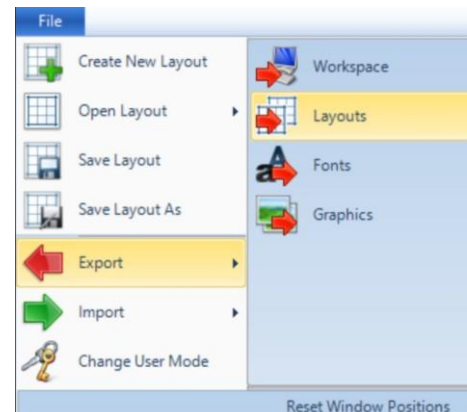 File
Create New Layout
Open Layout
Save Layout
Save Layout As
Export
Import
Change User Mode
Workspace
Layouts
Fonts
Graphics
Reset Window Positions